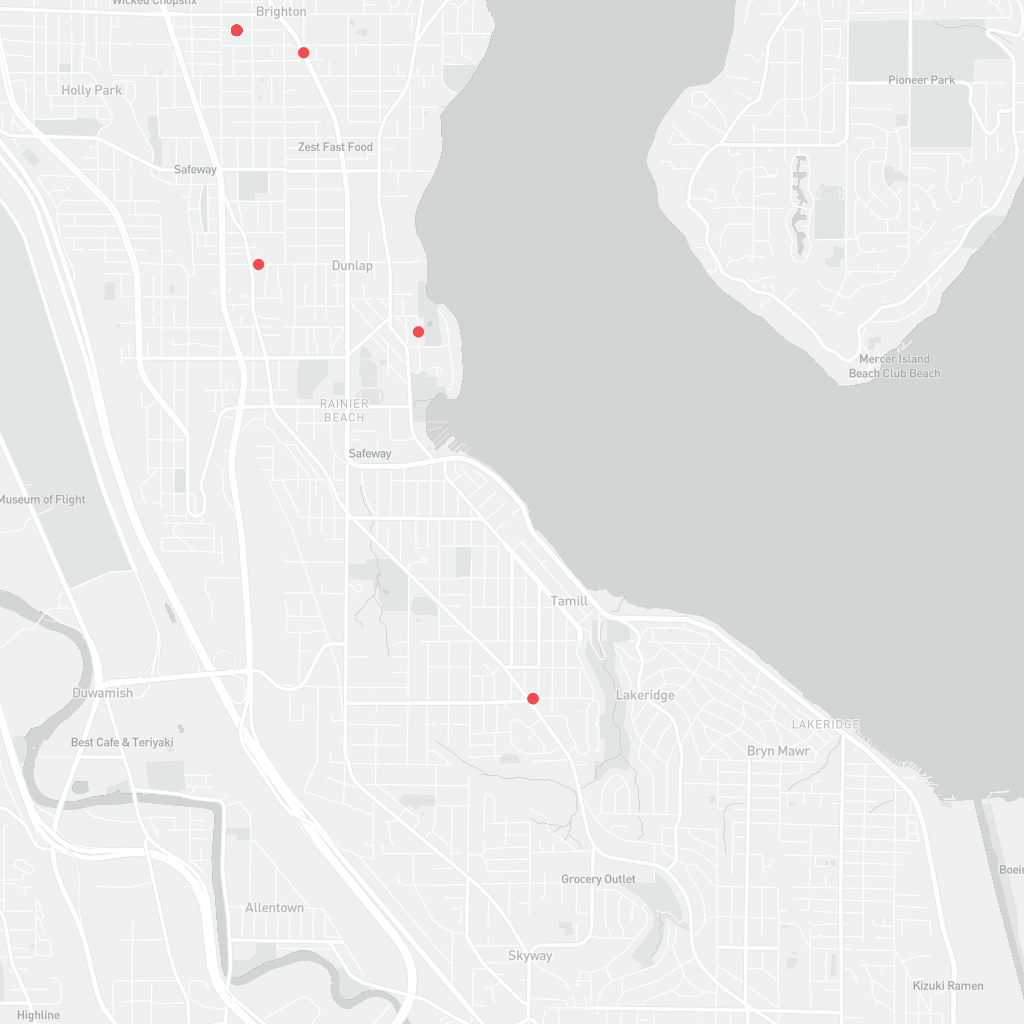 Wicked Chopstix
Brighton
Pioneer Park
Holly Park
Zest Fast Food
Safeway
Dunlap
Mercer Island
Beach Club Beach
RAINIER
BEACH
Safeway
Museum of Flight
Tamill
Duwamish
Lakeridge
LAKERIDGE
Best Cafe & Teriyaki
Bryn Mawr
Grocery Outlet
Allentown
Skyway
Kizuki Ramen
Highline